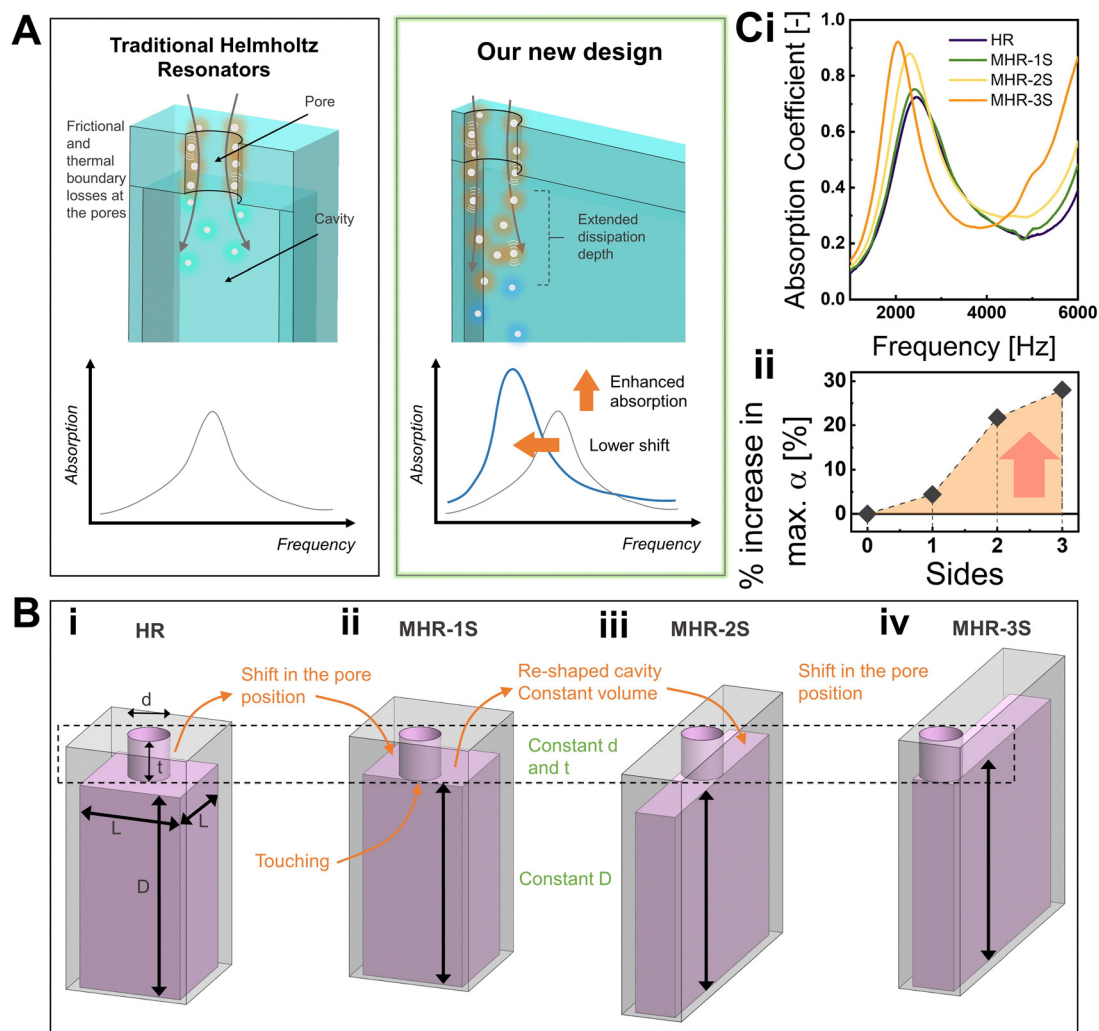 A
Traditional Helmholtz
Resonators
Pore
Frictional
and
thermal
boundary
losses at
the pores
Cavity
Absorption
Frequency
Our new design
Extended
dissipation
depth
Enhanced
absorption
Lower shift
Absorption
Frequency
Ci
HR
MHR-1S
MHR-2S
MHR-3S
1.0
0.8
0.6
0.4
0.2
0.0
Absorption Coefficient [-]
2000
4000
6000
Frequency [Hz]
ii
30
20
10
0
% increase in
max. α [%]
0
1
2
3
Sides
B
i
HR
ii
MHR-1S
iii
MHR-2S
iv
MHR-3S
Shift in the pore
position
Re-shaped cavity
Constant volume
Shift in the pore
position
d
t
Constant d
and t
L
L
D
Touching
Constant D